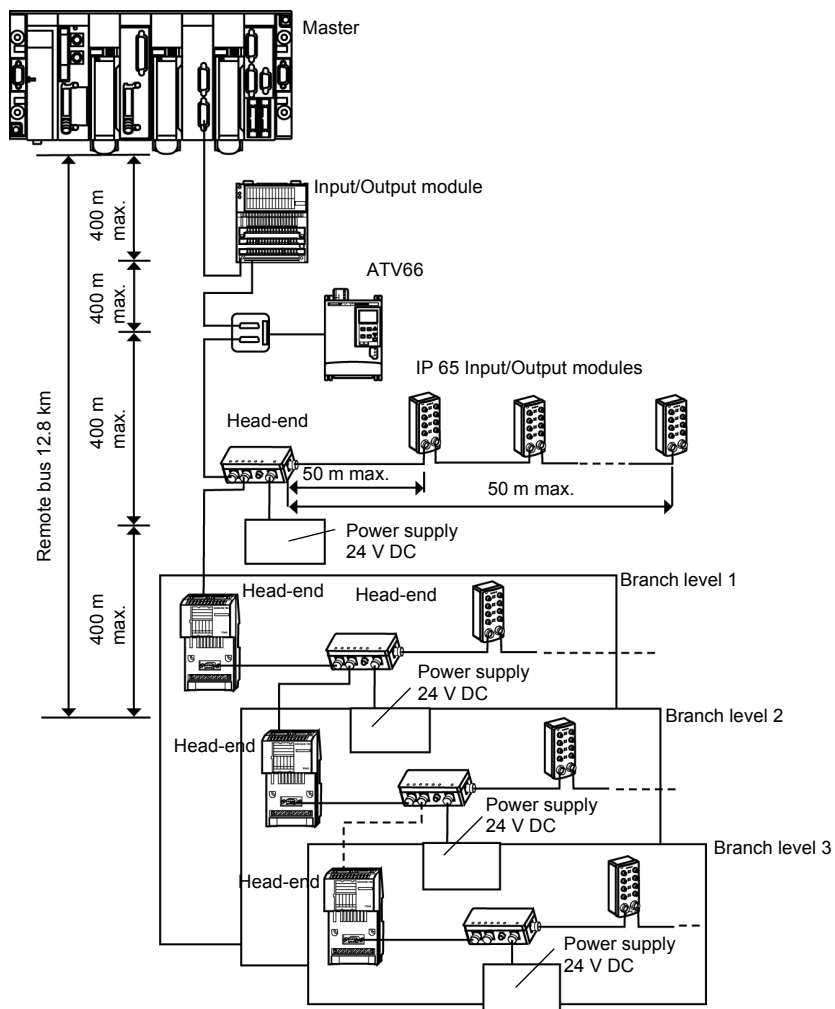 Master
Input/Output module
ATV66
IP 65 Input/Output modules
Head-end
50 m max.
50 m max.
Power supply
24 V DC
Remote bus 12.8 km
400 m
max.
400 m
max.
400 m
max.
400 m
max.
Branch level 1
Head-end
Head-end
Power supply
24 V DC
Branch level 2
Head-end
Power supply
24 V DC
Branch level 3
Head-end
Power supply
24 V DC